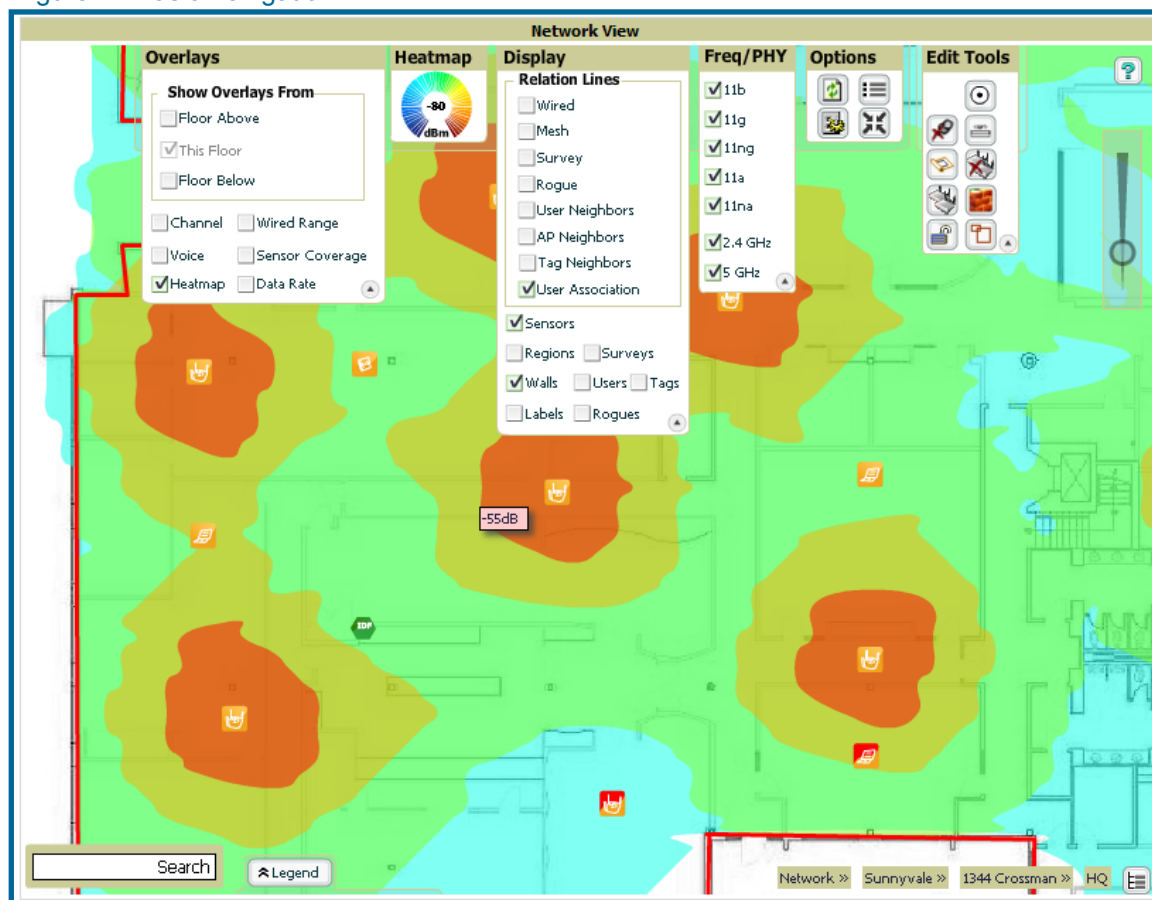 Network View
Overlays
Show Overlays From
Floor Above
This Floor
Floor Below
Channel Wired Range
Voice Sensor Coverage
Heatmap Data Rate
Heatmap
-80
dBm
Display
Relation Lines
Wired
Mesh
Survey
Rogue
User Neighbors
AP Neighbors
Tag Neighbors
User Association
Sensors
Regions Surveys
Walls Users Tags
Labels Rogues
Freq/PHY
11b
11g
11ng
11a
11na
2.4 GHz
5 GHz
Options
Edit Tools
?
-55dB
IDF
Search
Legend
Network » Sunnyvale » 1344 Crossman » HQ